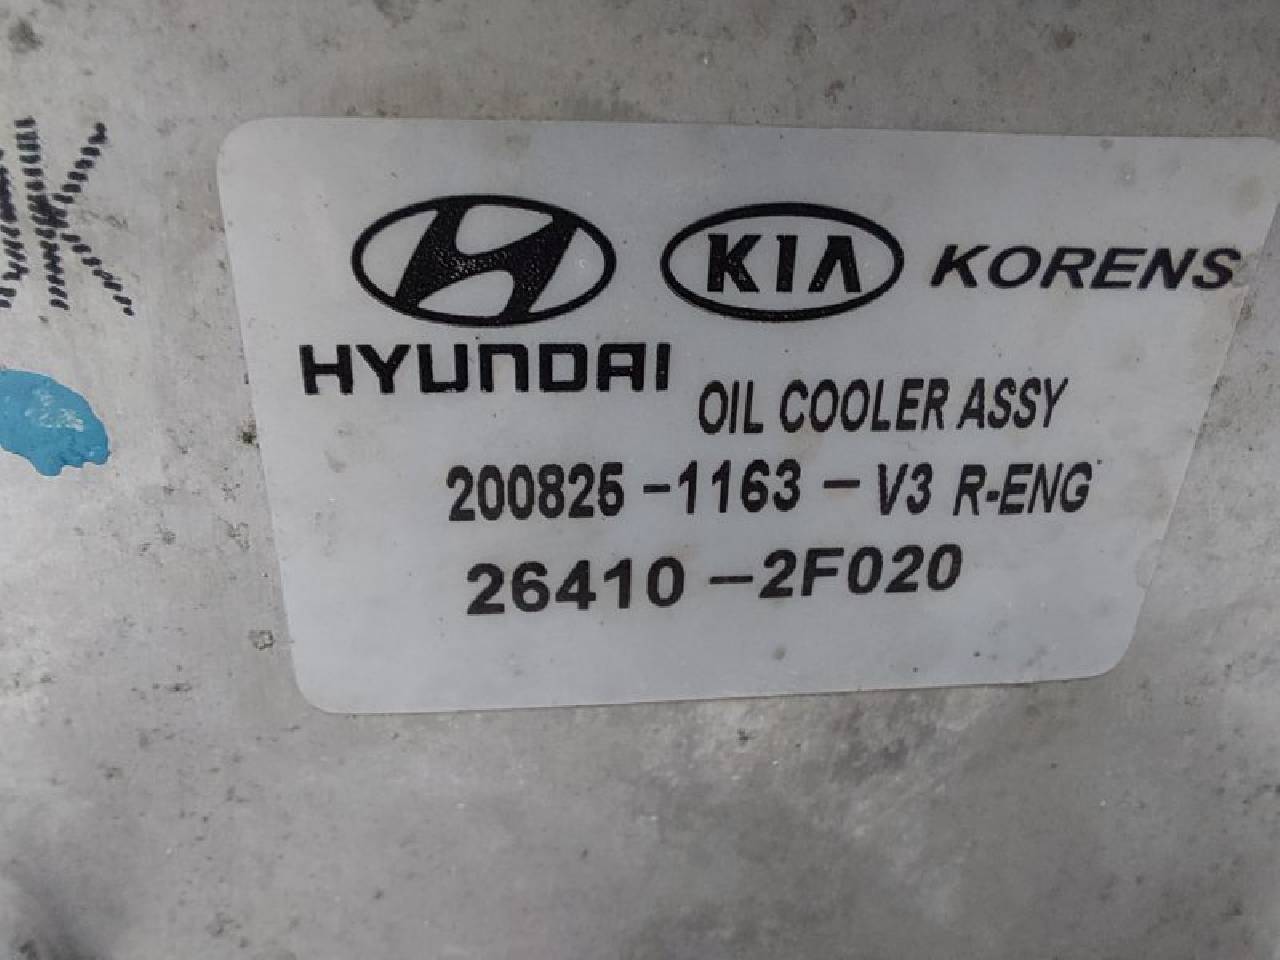 K
KIA KORENS
HYUNDAI
OIL COOLER ASSY
200825-1163-V3 R-ENG
26410-2F020